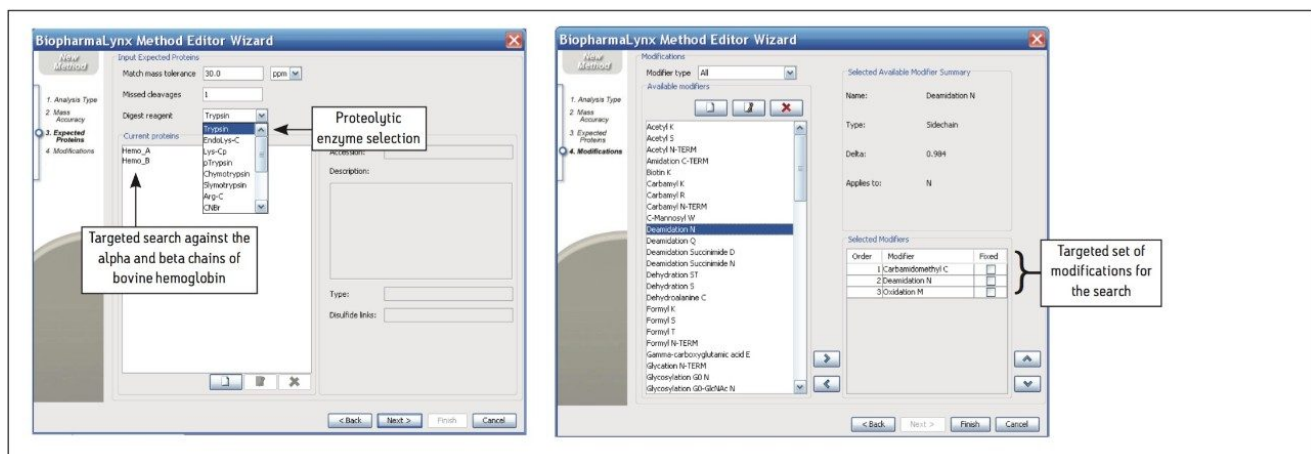 BiopharmaLynx Method Editor Wizard
New
Method
1. Analysis Type
2. Mass
Accuracy
3. Expected
Proteins
4. Modifications
Input Expected Proteins
Match mass tolerance 30.0 ppm
Missed cleavages 1
Digest reagent Trypsin
Trypsin
EndoLys-C
Lys-Cp
pTrypsin
Chymotrypsin
Slymotrypsin
Arg-C
CNBr
Current proteins
Hemo_A
Hemo_B
Accession:
Description:
Type:
Disulfide links:
Proteolytic
enzyme selection
Targeted search against the
alpha and beta chains of
bovine hemoglobin
< Back Next > Finish Cancel
BiopharmaLynx Method Editor Wizard
New
Method
1. Analysis Type
2. Mass
Accuracy
3. Expected
Proteins
4. Modifications
Modifications
Modifier type All
Available modifiers
Acetyl K
Acetyl S
Acetyl N-TERM
Amidation C-TERM
Biotin K
Carbamyl K
Carbamyl R
Carbamyl N-TERM
C-Mannosyl W
Deamidation N
Deamidation Q
Deamidation Succinimide D
Deamidation Succinimide N
Dehydration ST
Dehydration S
Dehydroalanine C
Formyl K
Formyl S
Formyl T
Formyl N-TERM
Gamma-carboxyglutamic acid E
Glycation N-TERM
Glycosylation G0 N
Glycosylation G0-GlcNAc N
Selected Available Modifier Summary
Name: Deamidation N
Type: Sidechain
Delta: 0.984
Applies to: N
Selected Modifiers
Order Modifier Fixed
1 Carbamidomethyl C
2 Deamidation N
3 Oxidation M
Targeted set of
modifications for
the search
< Back Next > Finish Cancel